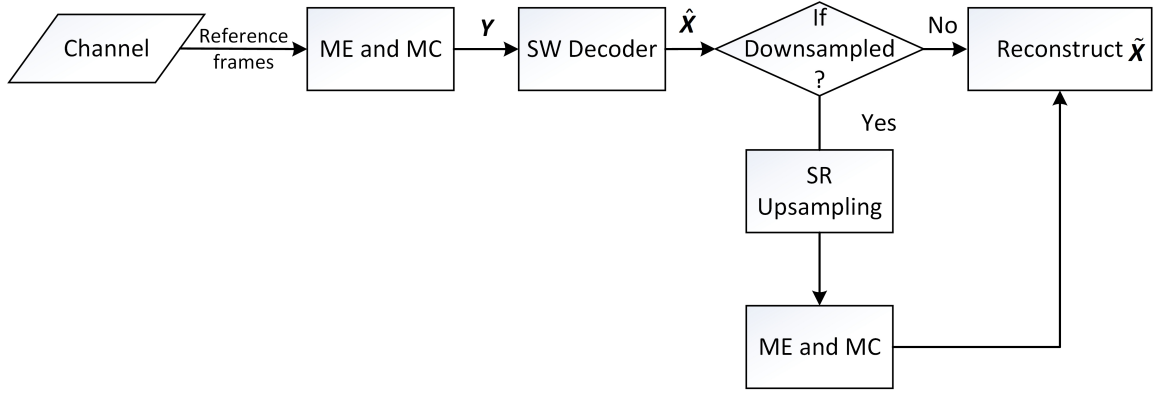 Channel
Reference
frames
ME and MC
Y
SW Decoder
X̂
If
Downsampled
?
No
Reconstruct X̃
Yes
SR
Upsampling
ME and MC